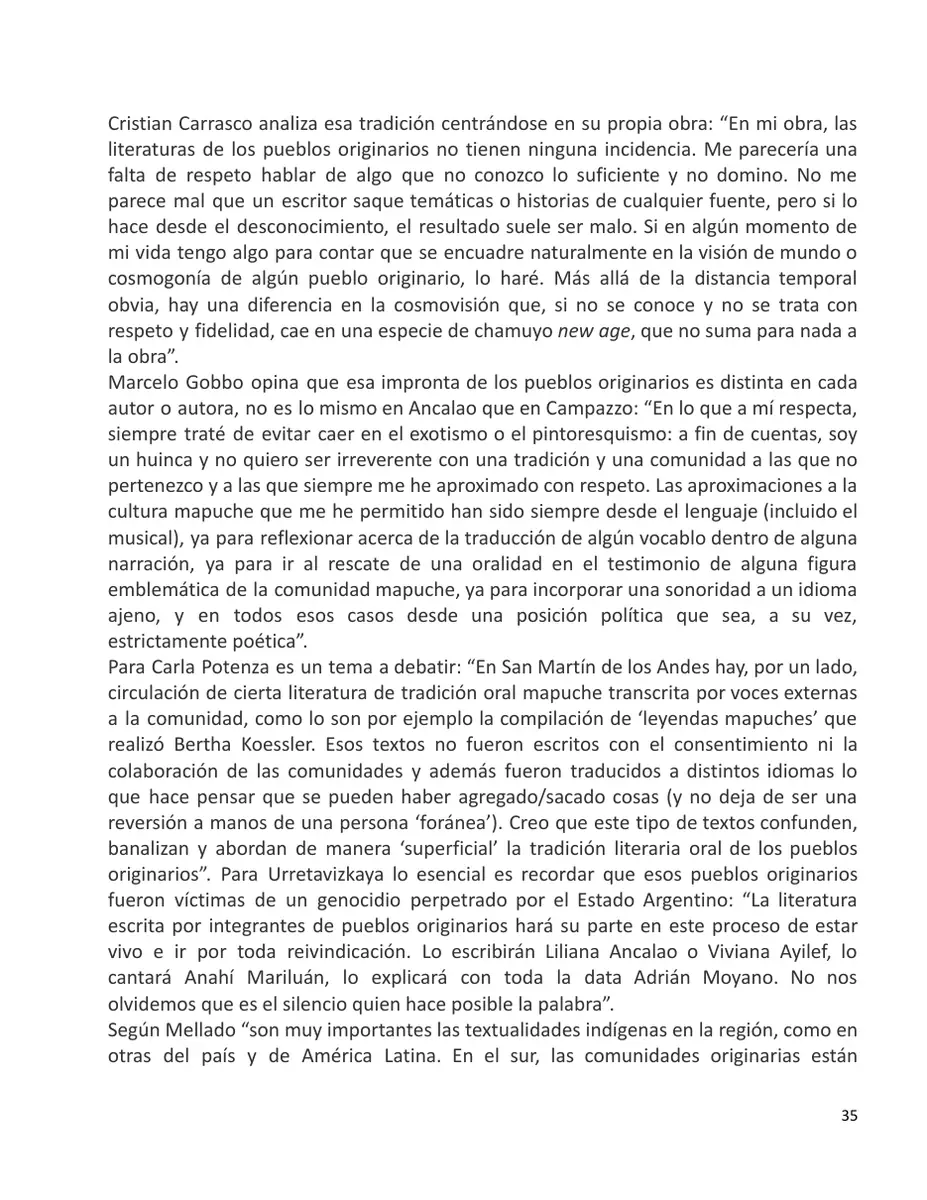 Cristian Carrasco analiza esa tradición centrándose en su propia obra: “En mi obra, las
literaturas de los pueblos originarios no tienen ninguna incidencia. Me parecería una
falta de respeto hablar de algo que no conozco lo suficiente y no domino. No me
parece mal que un escritor saque temáticas o historias de cualquier fuente, pero si lo
hace desde el desconocimiento, el resultado suele ser malo. Si en algún momento de
mi vida tengo algo para contar que se encuadre naturalmente en la visión de mundo o
cosmogonía de algún pueblo originario, lo haré. Más allá de la distancia temporal
obvia, hay una diferencia en la cosmovisión que, si no se conoce y no se trata con
respeto y fidelidad, cae en una especie de chamuyo new age, que no suma para nada a
la obra”.
Marcelo Gobbo opina que esa impronta de los pueblos originarios es distinta en cada
autor o autora, no es lo mismo en Ancalao que en Campazzo: “En lo que a mí respecta,
siempre traté de evitar caer en el exotismo o el pintoresquismo: a fin de cuentas, soy
un huinca y no quiero ser irreverente con una tradición y una comunidad a las que no
pertenezco y a las que siempre me he aproximado con respeto. Las aproximaciones a la
cultura mapuche que me he permitido han sido siempre desde el lenguaje (incluido el
musical), ya para reflexionar acerca de la traducción de algún vocablo dentro de alguna
narración, ya para ir al rescate de una oralidad en el testimonio de alguna figura
emblemática de la comunidad mapuche, ya para incorporar una sonoridad a un idioma
ajeno, y en todos esos casos desde una posición política que sea, a su vez,
estrictamente poética”.
Para Carla Potenza es un tema a debatir: “En San Martín de los Andes hay, por un lado,
circulación de cierta literatura de tradición oral mapuche transcrita por voces externas
a la comunidad, como lo son por ejemplo la compilación de ‘leyendas mapuches’ que
realizó Bertha Koessler. Esos textos no fueron escritos con el consentimiento ni la
colaboración de las comunidades y además fueron traducidos a distintos idiomas lo
que hace pensar que se pueden haber agregado/sacado cosas (y no deja de ser una
reversión a manos de una persona ‘foránea’). Creo que este tipo de textos confunden,
banalizan y abordan de manera ‘superficial’ la tradición literaria oral de los pueblos
originarios”. Para Urretavizkaya lo esencial es recordar que esos pueblos originarios
fueron víctimas de un genocidio perpetrado por el Estado Argentino: “La literatura
escrita por integrantes de pueblos originarios hará su parte en este proceso de estar
vivo e ir por toda reivindicación. Lo escribirán Liliana Ancalao o Viviana Ayilef, lo
cantará Anahí Mariluán, lo explicará con toda la data Adrián Moyano. No nos
olvidemos que es el silencio quien hace posible la palabra”.
Según Mellado “son muy importantes las textualidades indígenas en la región, como en
otras del país y de América Latina. En el sur, las comunidades originarias están
35